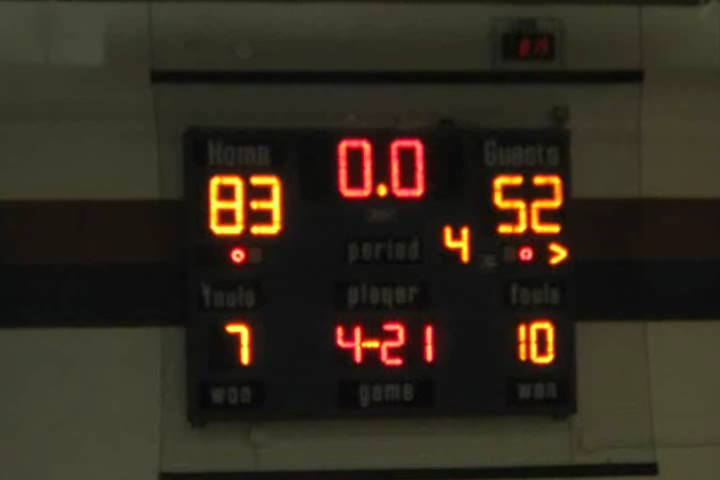 Home 0.0 Guests
83 52
period 4 >
fouls player fouls
7 4-21 10
won game won